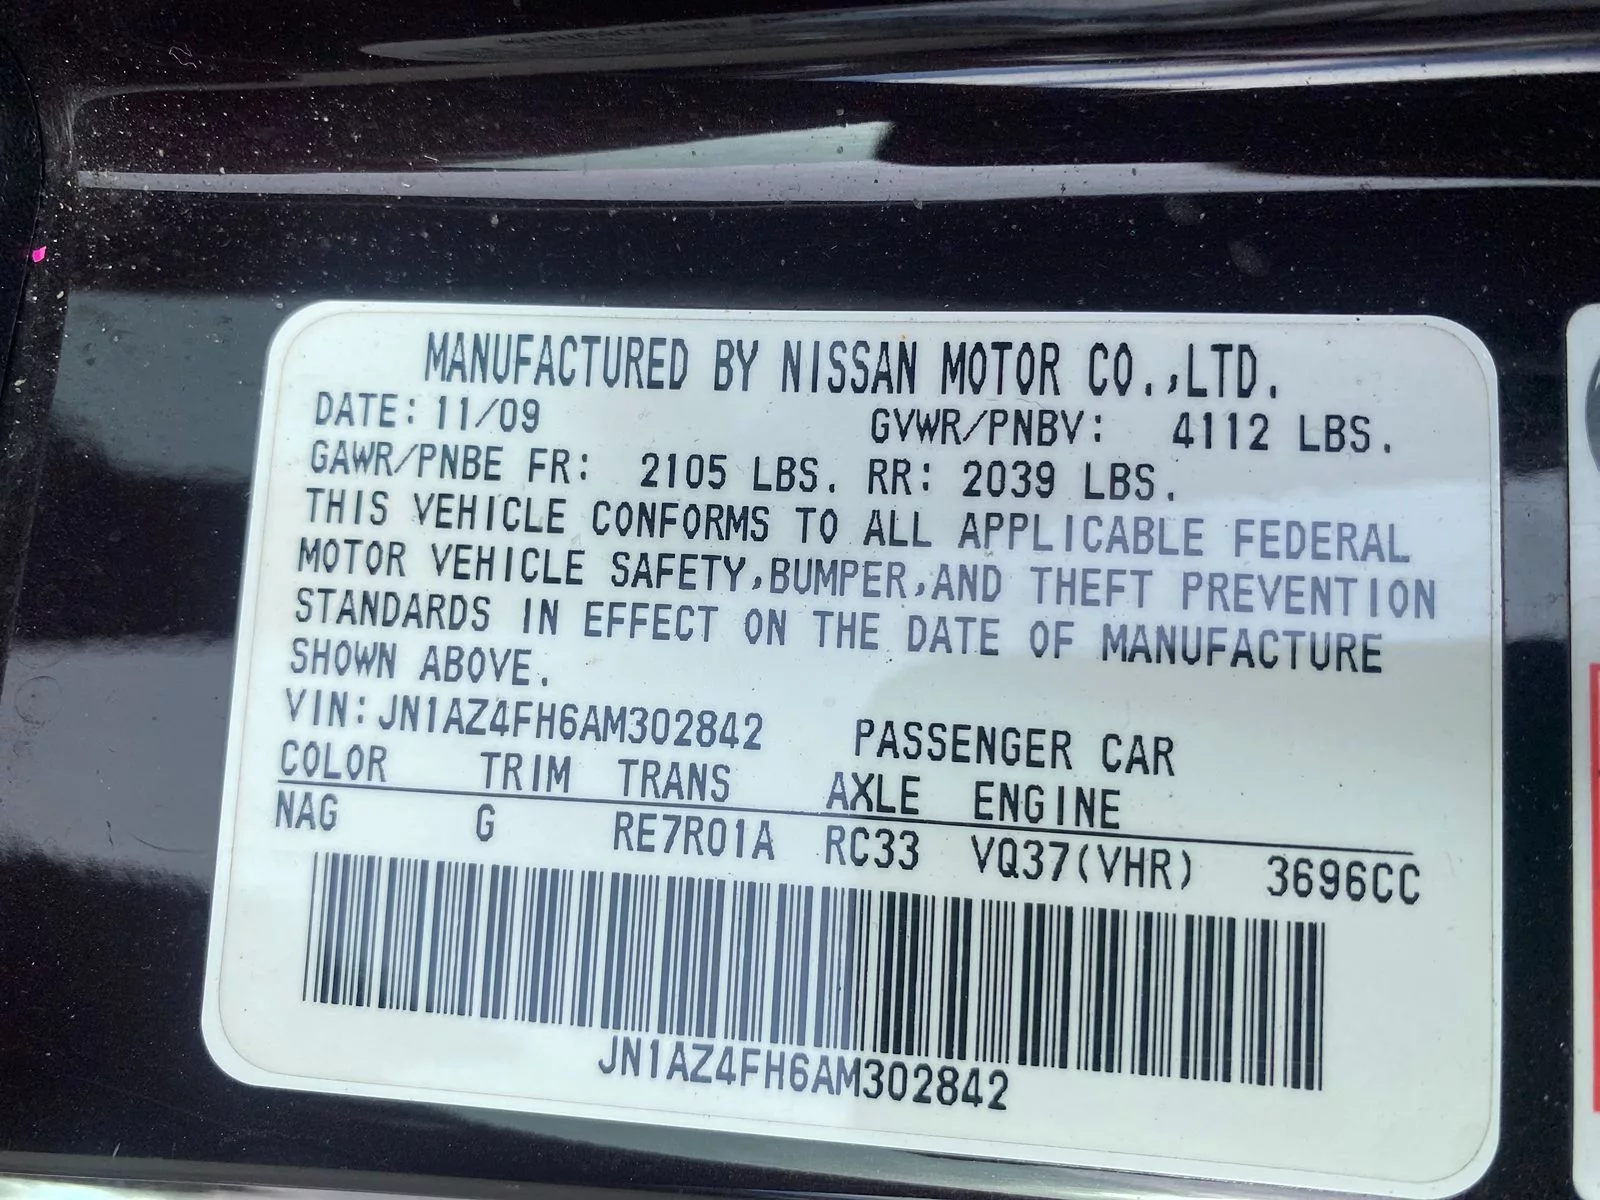 MANUFACTURED BY NISSAN MOTOR CO.,LTD.
DATE: 11/09 GVWR/PNBV: 4112 LBS.
GAWR/PNBE FR: 2105 LBS. RR: 2039 LBS.
THIS VEHICLE CONFORMS TO ALL APPLICABLE FEDERAL
MOTOR VEHICLE SAFETY,BUMPER,AND THEFT PREVENTION
STANDARDS IN EFFECT ON THE DATE OF MANUFACTURE
SHOWN ABOVE.
VIN: JN1AZ4FH6AM302842 PASSENGER CAR
COLOR TRIM TRANS AXLE ENGINE
NAG G RE7R01A RC33 VQ37(VHR) 3696CC
JN1AZ4FH6AM302842